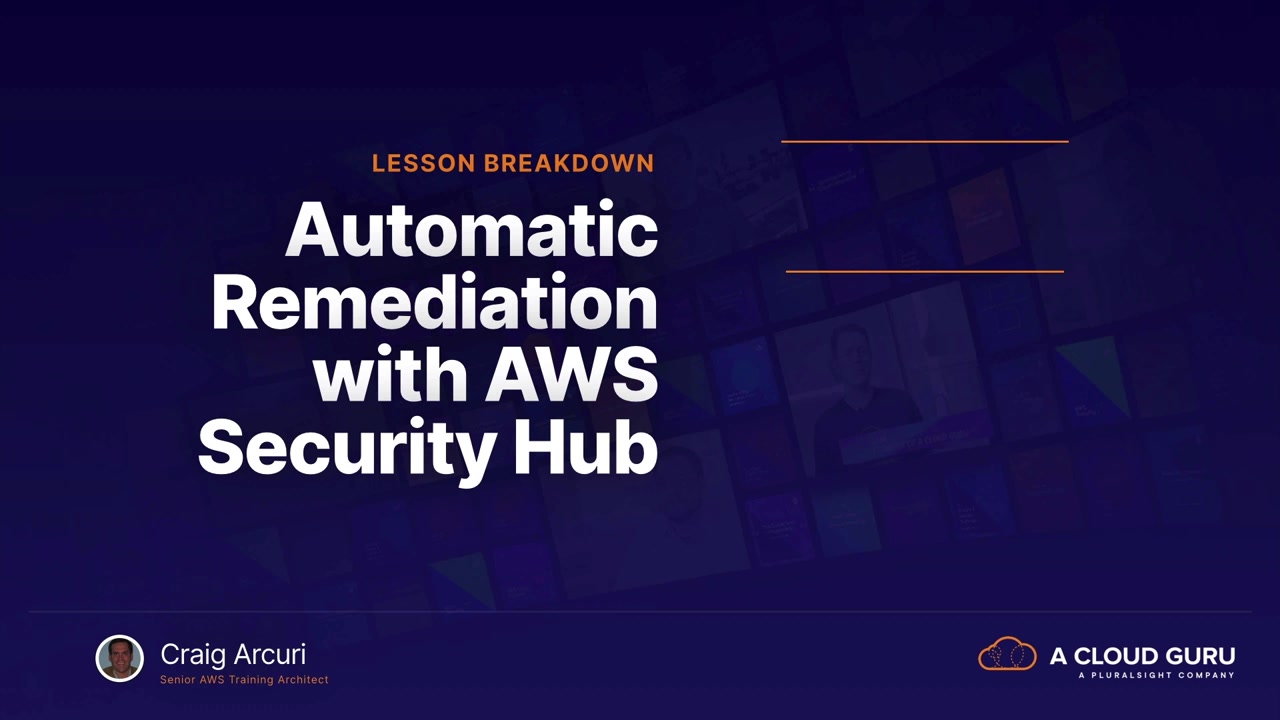 LESSON BREAKDOWN
Automatic
Remediation
with AWS
Security Hub
Craig Arcuri
Senior AWS Training Architect
A CLOUD GURU
A PLURALSIGHT COMPANY